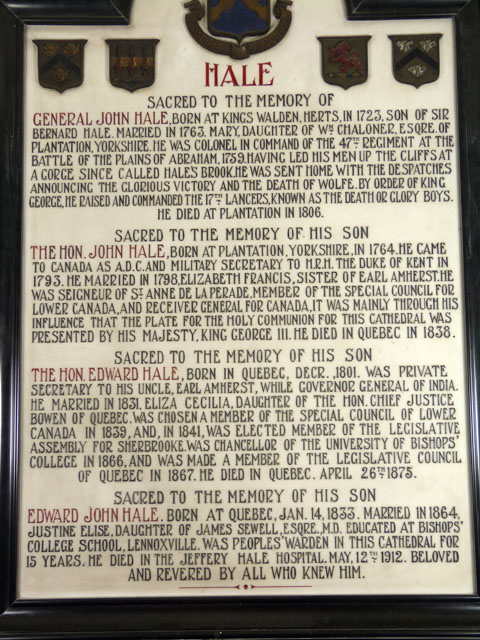 HALE
SACRED TO THE MEMORY OF
GENERAL JOHN HALE, BORN AT KINGS WALDEN, HERTS, IN 1723, SON OF SIR
BERNARD HALE. MARRIED IN 1763. MARY, DAUGHTER OF WM CHALONER, ESQRE. OF
PLANTATION, YORKSHIRE. HE WAS COLONEL IN COMMAND OF THE 47TH REGIMENT AT THE
BATTLE OF THE PLAINS OF ABRAHAM, 1759. HAVING LED HIS MEN UP THE CLIFFS AT
A GORGE SINCE CALLED HALE'S BROOK. HE WAS SENT HOME WITH THE DESPATCHES
ANNOUNCING THE GLORIOUS VICTORY AND THE DEATH OF WOLFE. BY ORDER OF KING
GEORGE, HE RAISED AND COMMANDED THE 17TH LANCERS, KNOWN AS THE DEATH OR GLORY BOYS.
HE DIED AT PLANTATION IN 1806.
SACRED TO THE MEMORY OF HIS SON
THE HON. JOHN HALE, BORN AT PLANTATION, YORKSHIRE, IN 1764. HE CAME
TO CANADA AS A.D.C. AND MILITARY SECRETARY TO H.R.H. THE DUKE OF KENT IN
1793. HE MARRIED IN 1798, ELIZABETH FRANCIS, SISTER OF EARL AMHERST. HE
WAS SEIGNEUR OF ST. ANNE DE LA PERADE, MEMBER OF THE SPECIAL COUNCIL FOR
LOWER CANADA, AND RECEIVER GENERAL FOR CANADA, IT WAS MAINLY THROUGH HIS
INFLUENCE THAT THE PLATE FOR THE HOLY COMMUNION FOR THIS CATHEDRAL WAS
PRESENTED BY HIS MAJESTY, KING GEORGE III. HE DIED IN QUEBEC IN 1838.
SACRED TO THE MEMORY OF HIS SON
THE HON. EDWARD HALE, BORN IN QUEBEC, DECR., 1801. WAS PRIVATE
SECRETARY TO HIS UNCLE, EARL AMHERST, WHILE GOVERNOR GENERAL OF INDIA.
HE MARRIED IN 1831, ELIZA CECILIA, DAUGHTER OF THE HON. CHIEF JUSTICE
BOWEN OF QUEBEC. WAS CHOSEN A MEMBER OF THE SPECIAL COUNCIL OF LOWER
CANADA IN 1839, AND, IN 1841, WAS ELECTED MEMBER OF THE LEGISLATIVE
ASSEMBLY FOR SHERBROOKE. WAS CHANCELLOR OF THE UNIVERSITY OF BISHOPS'
COLLEGE IN 1866, AND WAS MADE A MEMBER OF THE LEGISLATIVE COUNCIL
OF QUEBEC IN 1867. HE DIED IN QUEBEC. APRIL 26TH 1875.
SACRED TO THE MEMORY OF HIS SON
EDWARD JOHN HALE. BORN AT QUEBEC, JAN. 14, 1833. MARRIED IN 1864,
JUSTINE ELISE, DAUGHTER OF JAMES SEWELL, ESQRE., M.D. EDUCATED AT BISHOPS'
COLLEGE SCHOOL, LENNOXVILLE. WAS PEOPLES' WARDEN IN THIS CATHEDRAL FOR
15 YEARS. HE DIED IN THE JEFFERY HALE HOSPITAL. MAY, 12TH 1912. BELOVED
AND REVERED BY ALL WHO KNEW HIM.